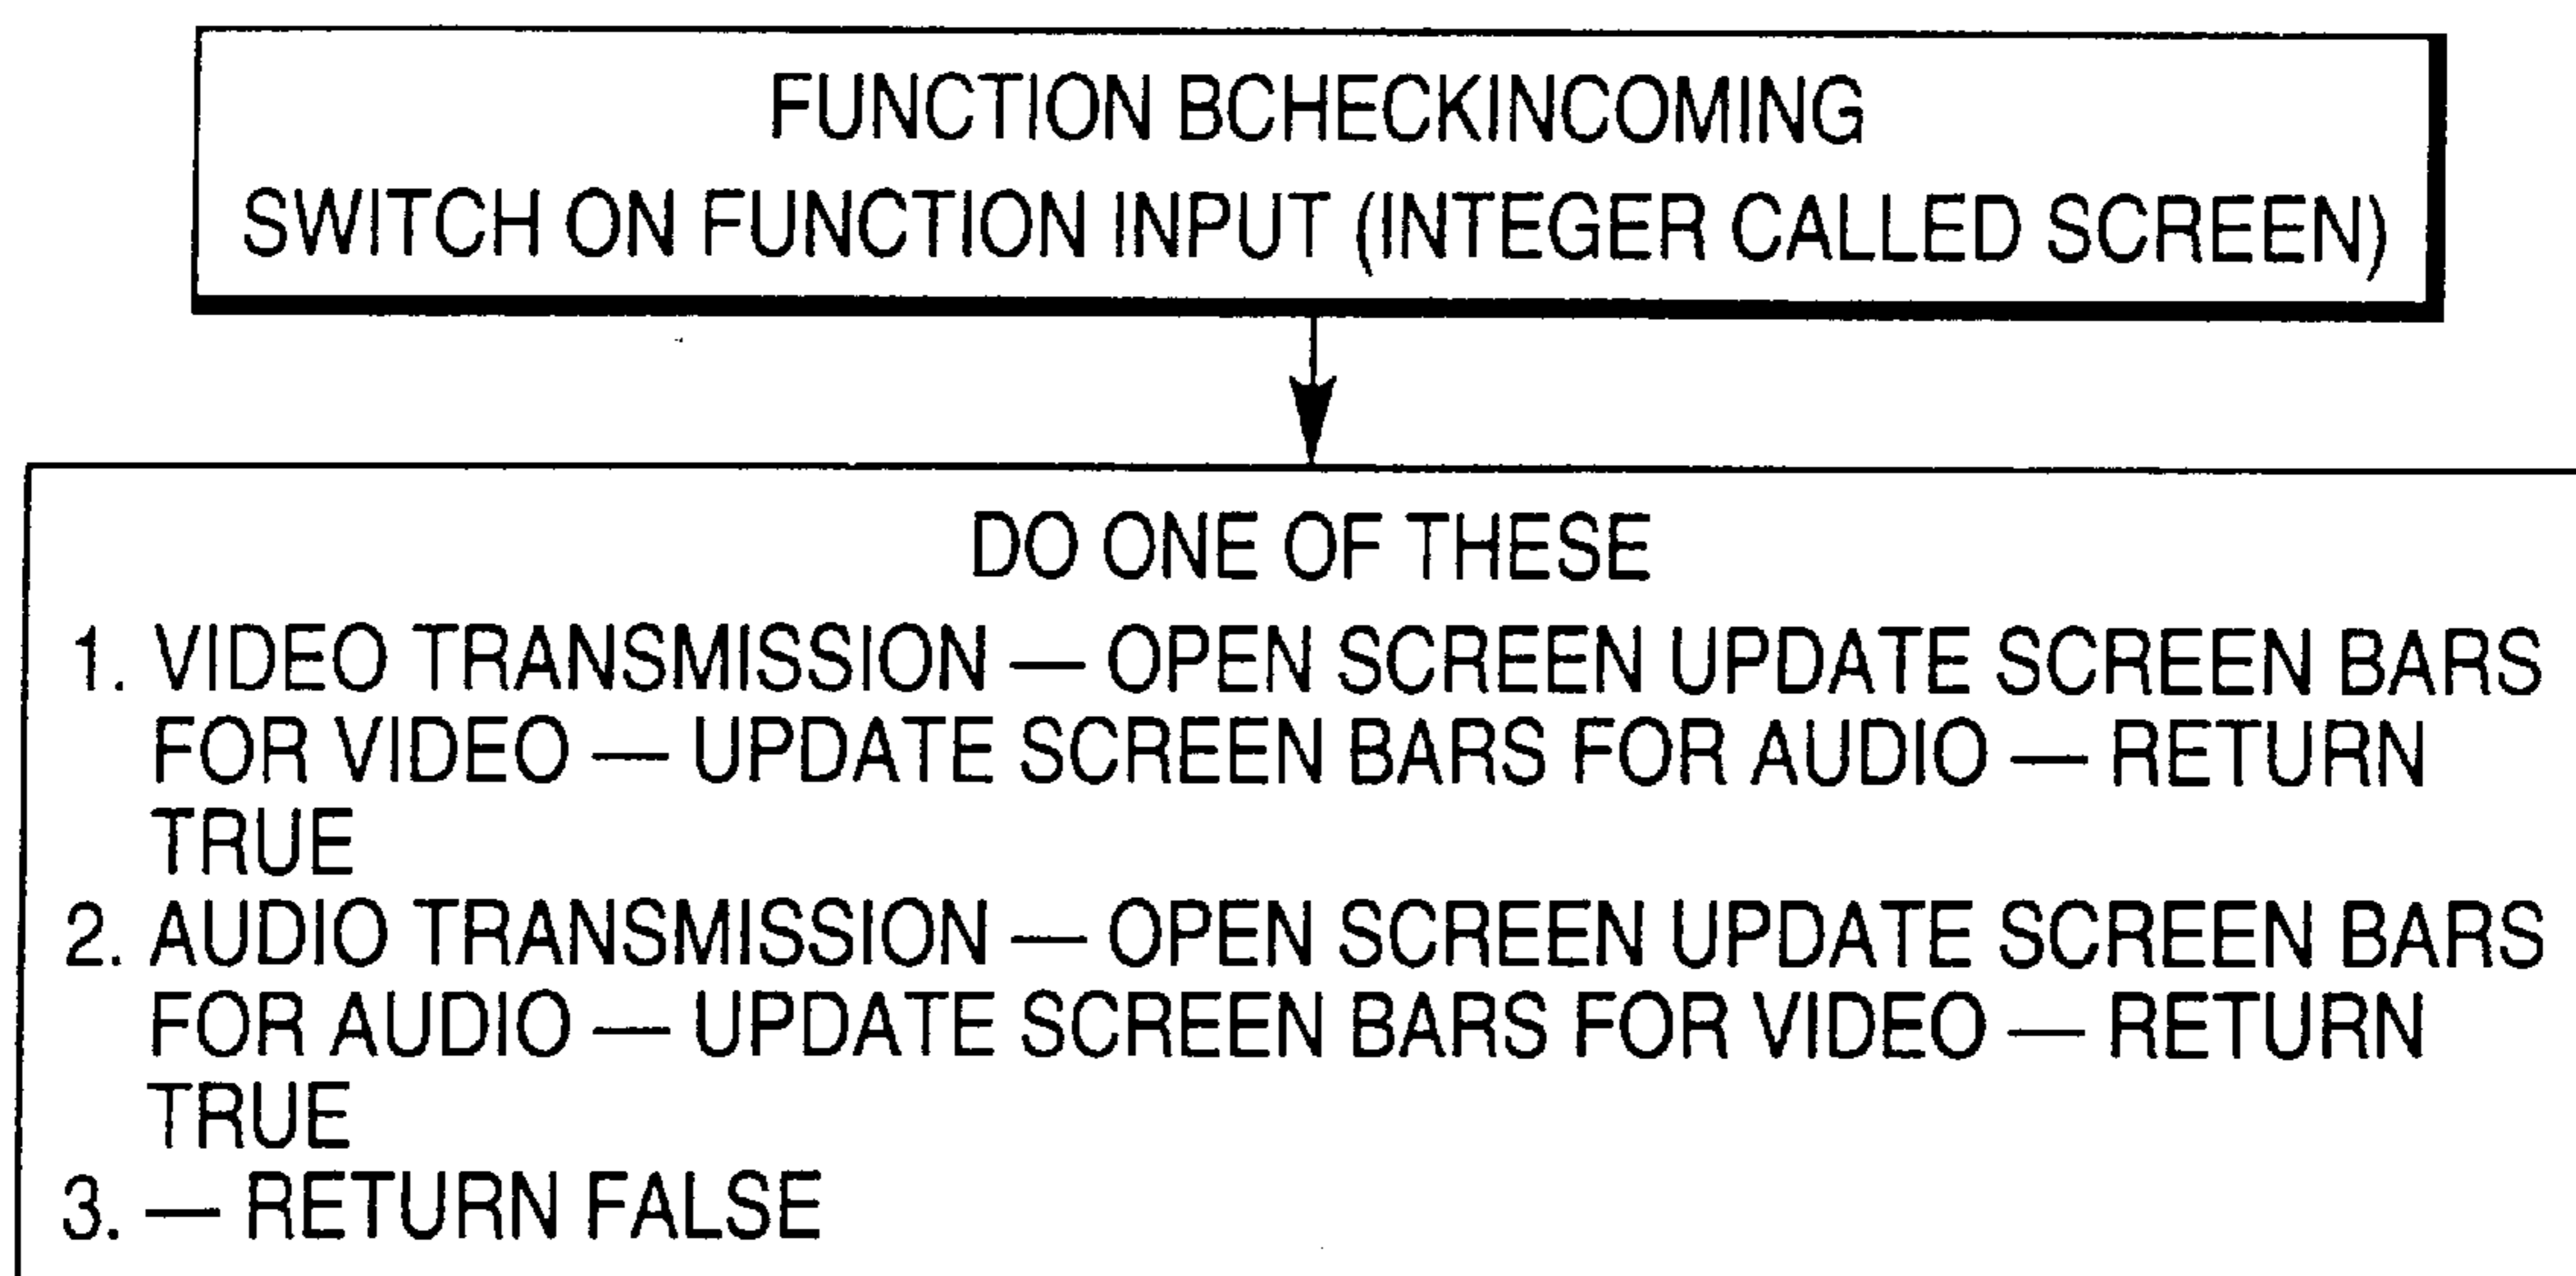 FUNCTION BCHECKINCOMING
SWITCH ON FUNCTION INPUT (INTEGER CALLED SCREEN)
DO ONE OF THESE
1. VIDEO TRANSMISSION — OPEN SCREEN UPDATE SCREEN BARS
FOR VIDEO — UPDATE SCREEN BARS FOR AUDIO — RETURN
TRUE
2. AUDIO TRANSMISSION — OPEN SCREEN UPDATE SCREEN BARS
FOR AUDIO — UPDATE SCREEN BARS FOR VIDEO — RETURN
TRUE
3. — RETURN FALSE